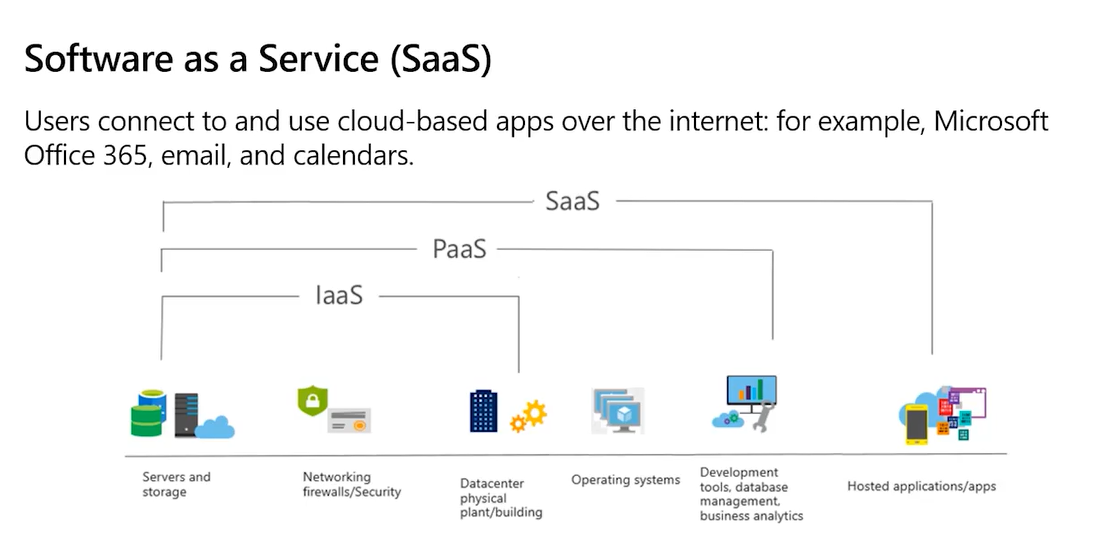 Software as a Service (SaaS)
Users connect to and use cloud-based apps over the internet: for example, Microsoft
Office 365, email, and calendars.
SaaS
PaaS
IaaS
Servers and
storage
Networking
firewalls/Security
Datacenter
physical
plant/building
Operating systems
Development
tools, database
management,
business analytics
Hosted applications/apps